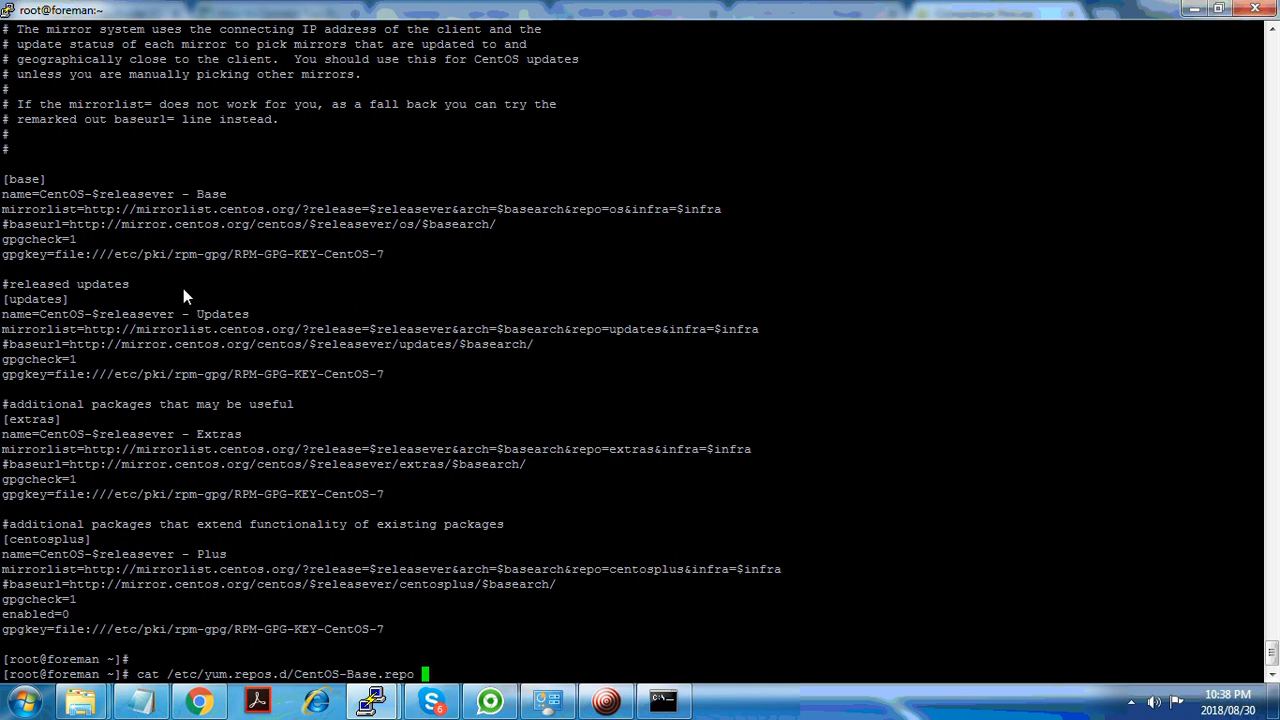 root@foreman:~
# The mirror system uses the connecting IP address of the client and the
# update status of each mirror to pick mirrors that are updated to and
# geographically close to the client.  You should use this for CentOS updates
# unless you are manually picking other mirrors.
#
# If the mirrorlist= does not work for you, as a fall back you can try the
# remarked out baseurl= line instead.
#
#
[base]
name=CentOS-$releasever - Base
mirrorlist=http://mirrorlist.centos.org/?release=$releasever&arch=$basearch&repo=os&infra=$infra
#baseurl=http://mirror.centos.org/centos/$releasever/os/$basearch/
gpgcheck=1
gpgkey=file:///etc/pki/rpm-gpg/RPM-GPG-KEY-CentOS-7
#released updates
[updates]
name=CentOS-$releasever - Updates
mirrorlist=http://mirrorlist.centos.org/?release=$releasever&arch=$basearch&repo=updates&infra=$infra
#baseurl=http://mirror.centos.org/centos/$releasever/updates/$basearch/
gpgcheck=1
gpgkey=file:///etc/pki/rpm-gpg/RPM-GPG-KEY-CentOS-7
#additional packages that may be useful
[extras]
name=CentOS-$releasever - Extras
mirrorlist=http://mirrorlist.centos.org/?release=$releasever&arch=$basearch&repo=extras&infra=$infra
#baseurl=http://mirror.centos.org/centos/$releasever/extras/$basearch/
gpgcheck=1
gpgkey=file:///etc/pki/rpm-gpg/RPM-GPG-KEY-CentOS-7
#additional packages that extend functionality of existing packages
[centosplus]
name=CentOS-$releasever - Plus
mirrorlist=http://mirrorlist.centos.org/?release=$releasever&arch=$basearch&repo=centosplus&infra=$infra
#baseurl=http://mirror.centos.org/centos/$releasever/centosplus/$basearch/
gpgcheck=1
enabled=0
gpgkey=file:///etc/pki/rpm-gpg/RPM-GPG-KEY-CentOS-7
[root@foreman ~]#
[root@foreman ~]# cat /etc/yum.repos.d/CentOS-Base.repo
6
C:\
10:38 PM
2018/08/30